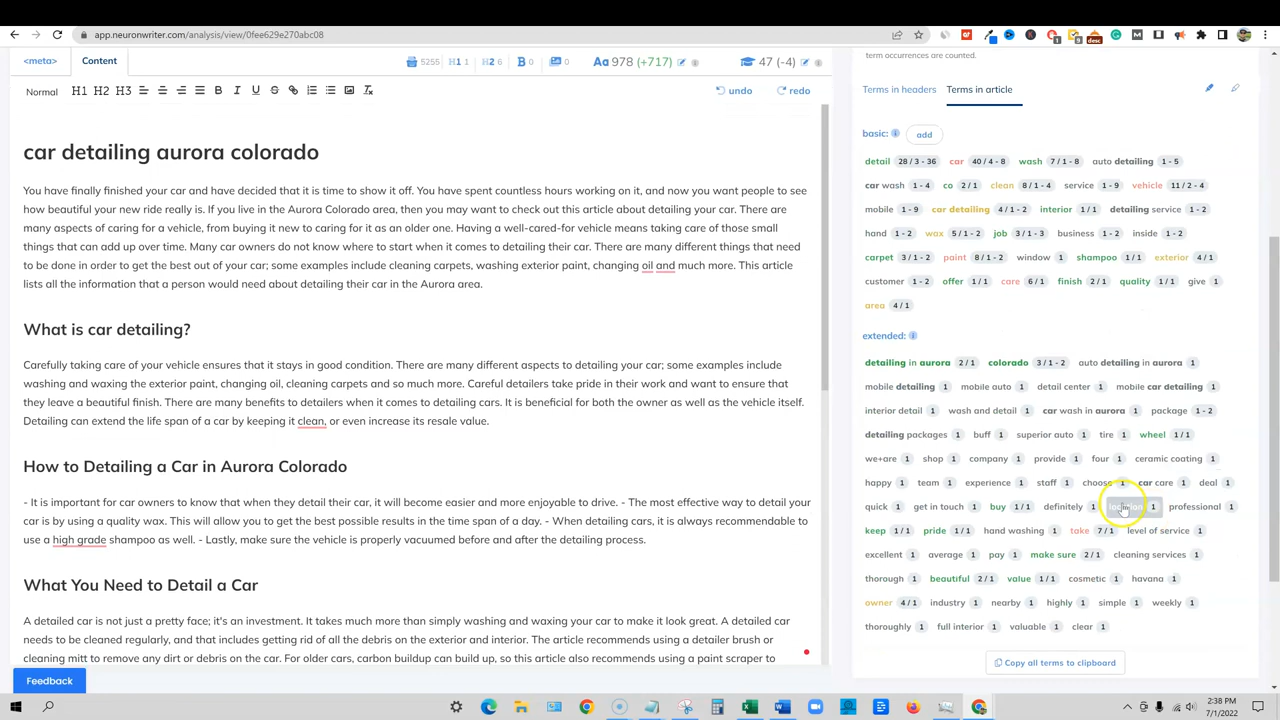 app.neuronwriter.com/analysis/view/0fee629e270abc08
<meta> Content 5255 H1 1 H2 6 B 0 0 Aa 978 (+717) 47 (-4)
Normal H1 H2 H3 B I U S undo redo
car detailing aurora colorado
You have finally finished your car and have decided that it is time to show it off. You have spent countless hours working on it, and now you want people to see
how beautiful your new ride really is. If you live in the Aurora Colorado area, then you may want to check out this article about detailing your car. There are
many aspects of caring for a vehicle, from buying it new to caring for it as an older one. Having a well-cared-for vehicle means taking care of those small
things that can add up over time. Many car owners do not know where to start when it comes to detailing their car. There are many different things that need
to be done in order to get the best out of your car; some examples include cleaning carpets, washing exterior paint, changing oil and much more. This article
lists all the information that a person would need about detailing their car in the Aurora area.
What is car detailing?
Carefully taking care of your vehicle ensures that it stays in good condition. There are many different aspects to detailing your car; some examples include
washing and waxing the exterior paint, changing oil, cleaning carpets and so much more. Careful detailers take pride in their work and want to ensure that
they leave a beautiful finish. There are many benefits to detailers when it comes to detailing cars. It is beneficial for both the owner as well as the vehicle itself.
Detailing can extend the life span of a car by keeping it clean, or even increase its resale value.
How to Detailing a Car in Aurora Colorado
- It is important for car owners to know that when they detail their car, it will become easier and more enjoyable to drive. - The most effective way to detail your
car is by using a quality wax. This will allow you to get the best possible results in the time span of a day. - When detailing cars, it is always recommendable to
use a high grade shampoo as well. - Lastly, make sure the vehicle is properly vacuumed before and after the detailing process.
What You Need to Detail a Car
A detailed car is not just a pretty face; it's an investment. It takes much more than simply washing and waxing your car to make it look great. A detailed car
needs to be cleaned regularly, and that includes getting rid of all the debris on the exterior and interior. The article recommends using a detailer brush or
cleaning mitt to remove any dirt or debris on the car. For older cars, carbon buildup can build up, so this article also recommends using a paint scraper to
Feedback
term occurrences are counted.
Terms in headers Terms in article
basic: i add
detail 28 / 3 - 36 car 40 / 4 - 8 wash 7 / 1 - 8 auto detailing 1 - 5
car wash 1 - 4 co 2 / 1 clean 8 / 1 - 4 service 1 - 9 vehicle 11 / 2 - 4
mobile 1 - 9 car detailing 4 / 1 - 2 interior 1 / 1 detailing service 1 - 2
hand 1 - 2 wax 5 / 1 - 2 job 3 / 1 - 3 business 1 - 2 inside 1 - 2
carpet 3 / 1 - 2 paint 8 / 1 - 2 window 1 shampoo 1 / 1 exterior 4 / 1
customer 1 - 2 offer 1 / 1 care 6 / 1 finish 2 / 1 quality 1 / 1 give 1
area 4 / 1
extended: i
detailing in aurora 2 / 1 colorado 3 / 1 - 2 auto detailing in aurora 1
mobile detailing 1 mobile auto 1 detail center 1 mobile car detailing 1
interior detail 1 wash and detail 1 car wash in aurora 1 package 1 - 2
detailing packages 1 buff 1 superior auto 1 tire 1 wheel 1 / 1
we+are 1 shop 1 company 1 provide 1 four 1 ceramic coating 1
happy 1 team 1 experience 1 staff 1 choose 1 car care 1 deal 1
quick 1 get in touch 1 buy 1 / 1 definitely 1 location 1 professional 1
keep 1 / 1 pride 1 / 1 hand washing 1 take 7 / 1 level of service 1
excellent 1 average 1 pay 1 make sure 2 / 1 cleaning services 1
thorough 1 beautiful 2 / 1 value 1 / 1 cosmetic 1 havana 1
owner 4 / 1 industry 1 nearby 1 highly 1 simple 1 weekly 1
thoroughly 1 full interior 1 valuable 1 clear 1
Copy all terms to clipboard
2:38 PM
7/1/2022